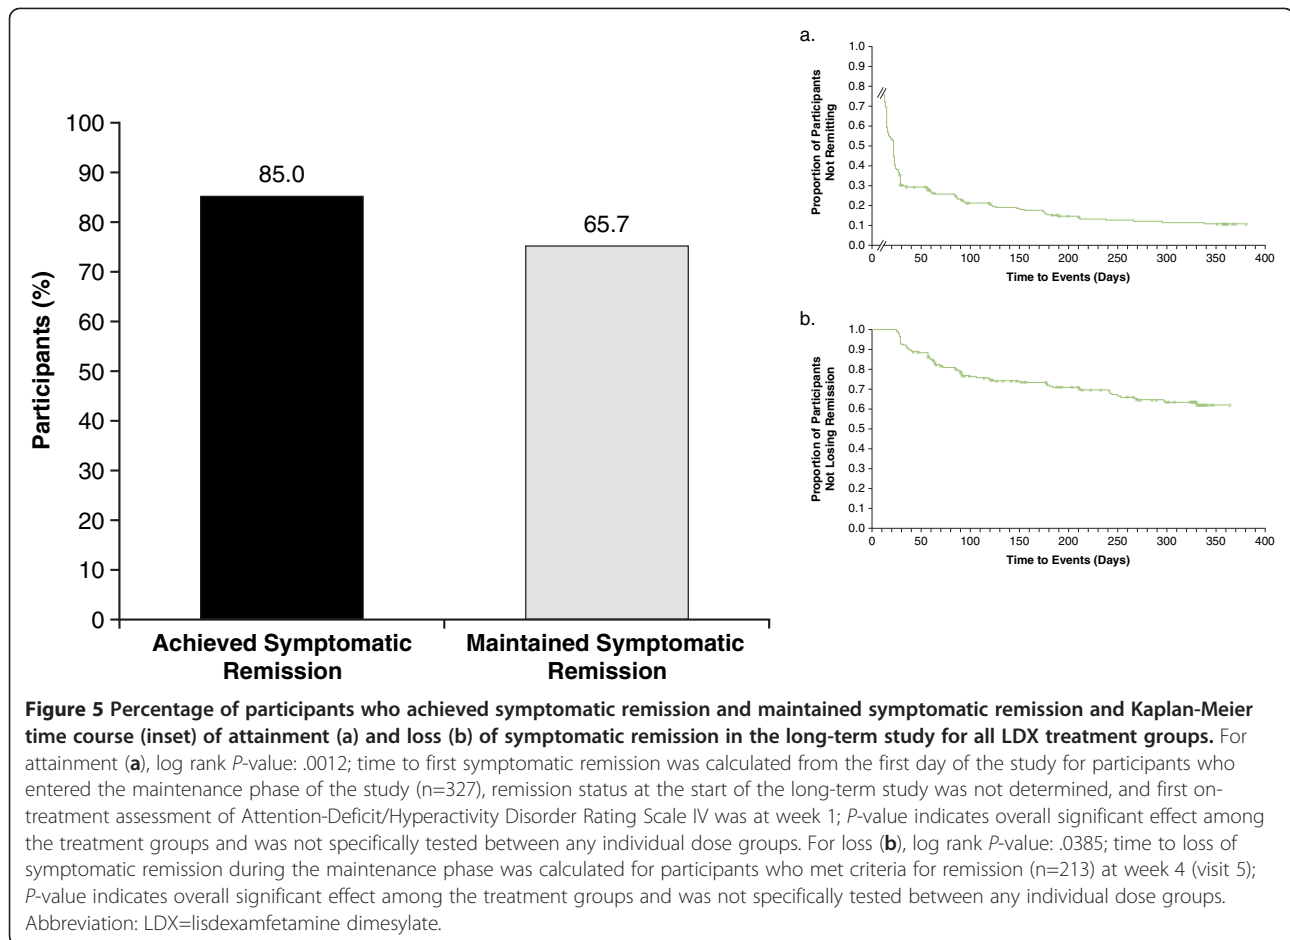 100
90
80
70
60
50
40
30
20
10
0
Participants (%)
85.0
65.7
Achieved Symptomatic
Remission
Maintained Symptomatic
Remission
a.
1.0
0.9
0.8
0.7
0.6
0.5
0.4
0.3
0.2
0.1
0.0
Proportion of Participants
Not Remitting
0 50 100 150 200 250 300 350 400
Time to Events (Days)
b.
1.0
0.9
0.8
0.7
0.6
0.5
0.4
0.3
0.2
0.1
0.0
Proportion of Participants
Not Losing Remission
0 50 100 150 200 250 300 350 400
Time to Events (Days)
Figure 5 Percentage of participants who achieved symptomatic remission and maintained symptomatic remission and Kaplan-Meier
time course (inset) of attainment (a) and loss (b) of symptomatic remission in the long-term study for all LDX treatment groups. For
attainment (a), log rank P-value: .0012; time to first symptomatic remission was calculated from the first day of the study for participants who
entered the maintenance phase of the study (n=327), remission status at the start of the long-term study was not determined, and first on-
treatment assessment of Attention-Deficit/Hyperactivity Disorder Rating Scale IV was at week 1; P-value indicates overall significant effect among
the treatment groups and was not specifically tested between any individual dose groups. For loss (b), log rank P-value: .0385; time to loss of
symptomatic remission during the maintenance phase was calculated for participants who met criteria for remission (n=213) at week 4 (visit 5);
P-value indicates overall significant effect among the treatment groups and was not specifically tested between any individual dose groups.
Abbreviation: LDX=lisdexamfetamine dimesylate.